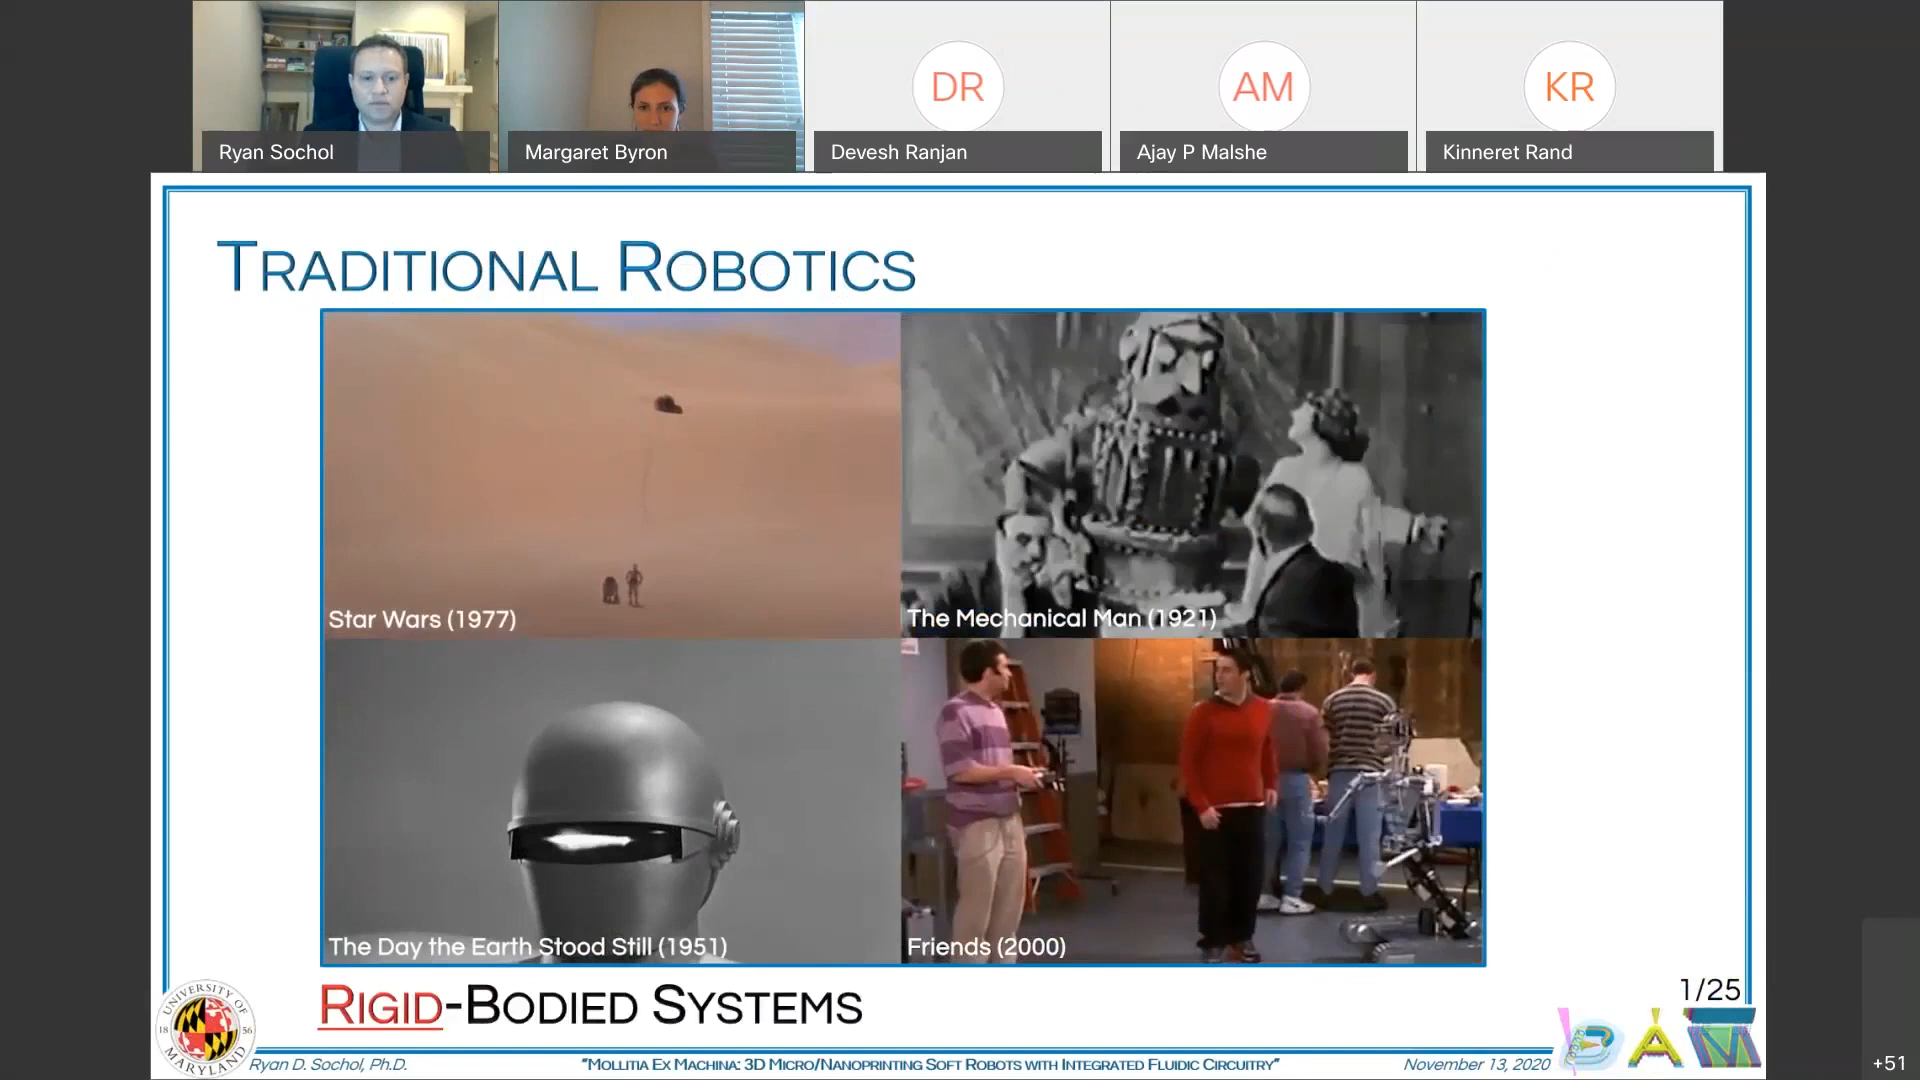 DR
AM
KR
Ryan Sochol
Margaret Byron
Devesh Ranjan
Ajay P Malshe
Kinneret Rand
TRADITIONAL ROBOTICS
Star Wars (1977)
The Mechanical Man (1921)
The Day the Earth Stood Still (1951)
Friends (2000)
RIGID-BODIED SYSTEMS
1/25
UNIVERSITY OF
18 56
MARYLAND
Ryan D. Sochol, Ph.D.
"MOLLITIA EX MACHINA: 3D MICRO/NANOPRINTING SOFT ROBOTS WITH INTEGRATED FLUIDIC CIRCUITRY"
November 13, 2020
BAM
+51